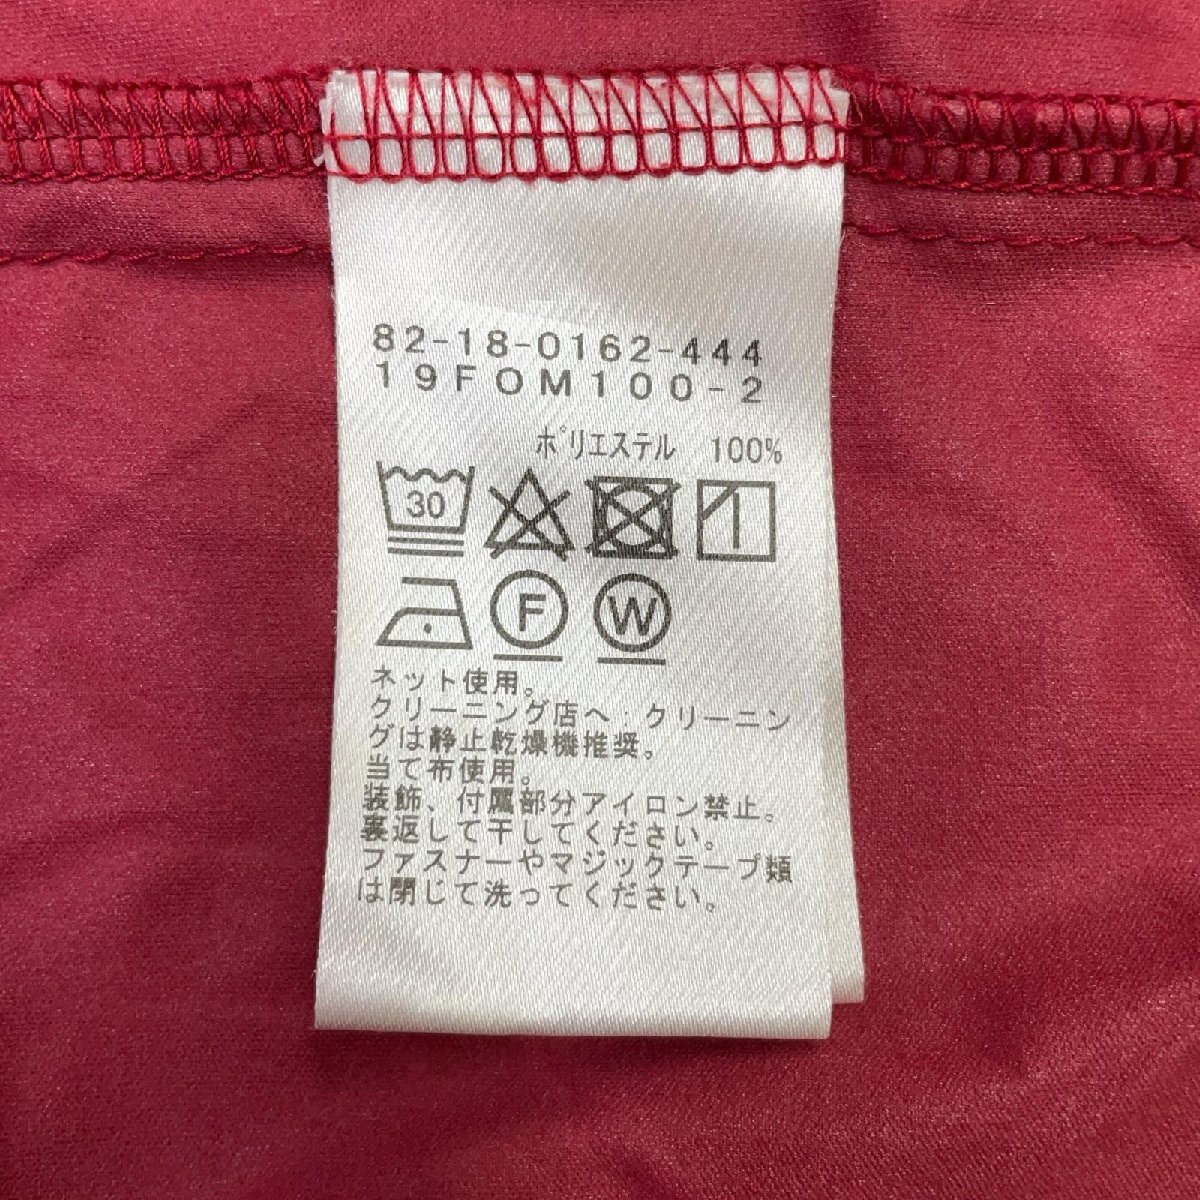 82-18-0162-444
19FOM100-2
ポリエステル 100%
30
F W
ネット使用。
クリーニング店へ:クリーニン
グは静止乾燥機推奨。
当て布使用。
装飾、付属部分アイロン禁止。
裏返して干してください。
ファスナーやマジックテープ類
は閉じて洗ってください。